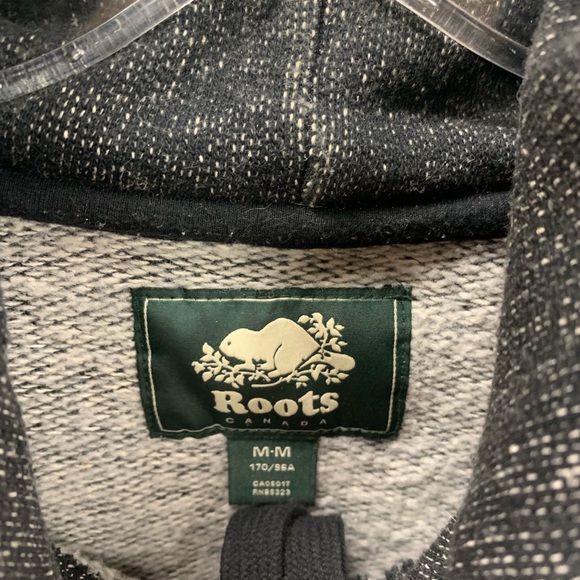 Roots
CANADA
M·M
170/96A
CA05017
RN85323